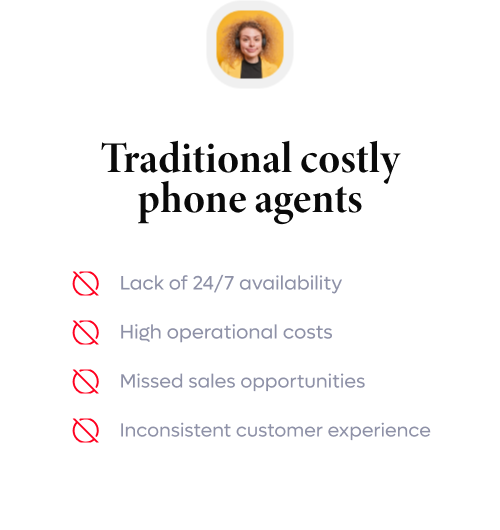 Traditional costly
phone agents
Lack of 24/7 availability
High operational costs
Missed sales opportunities
Inconsistent customer experience